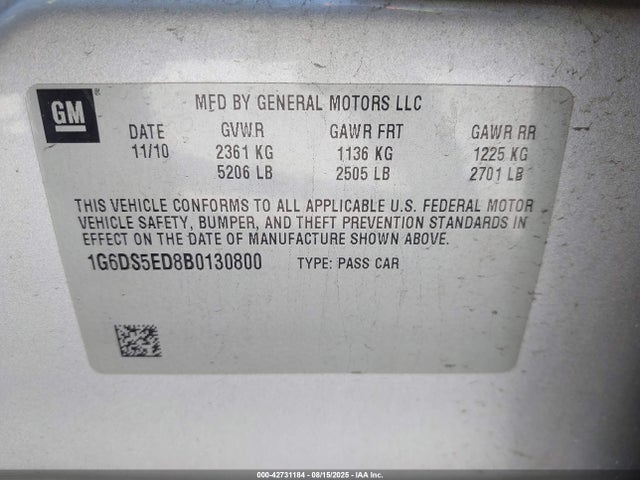 GM
®
MFD BY GENERAL MOTORS LLC
DATE GVWR GAWR FRT GAWR RR
11/10 2361 KG 1136 KG 1225 KG
5206 LB 2505 LB 2701 LB
THIS VEHICLE CONFORMS TO ALL APPLICABLE U.S. FEDERAL MOTOR
VEHICLE SAFETY, BUMPER, AND THEFT PREVENTION STANDARDS IN
EFFECT ON THE DATE OF MANUFACTURE SHOWN ABOVE.
1G6DS5ED8B0130800 TYPE: PASS CAR
000-42731184 - 08/15/2025 - IAA, Inc.